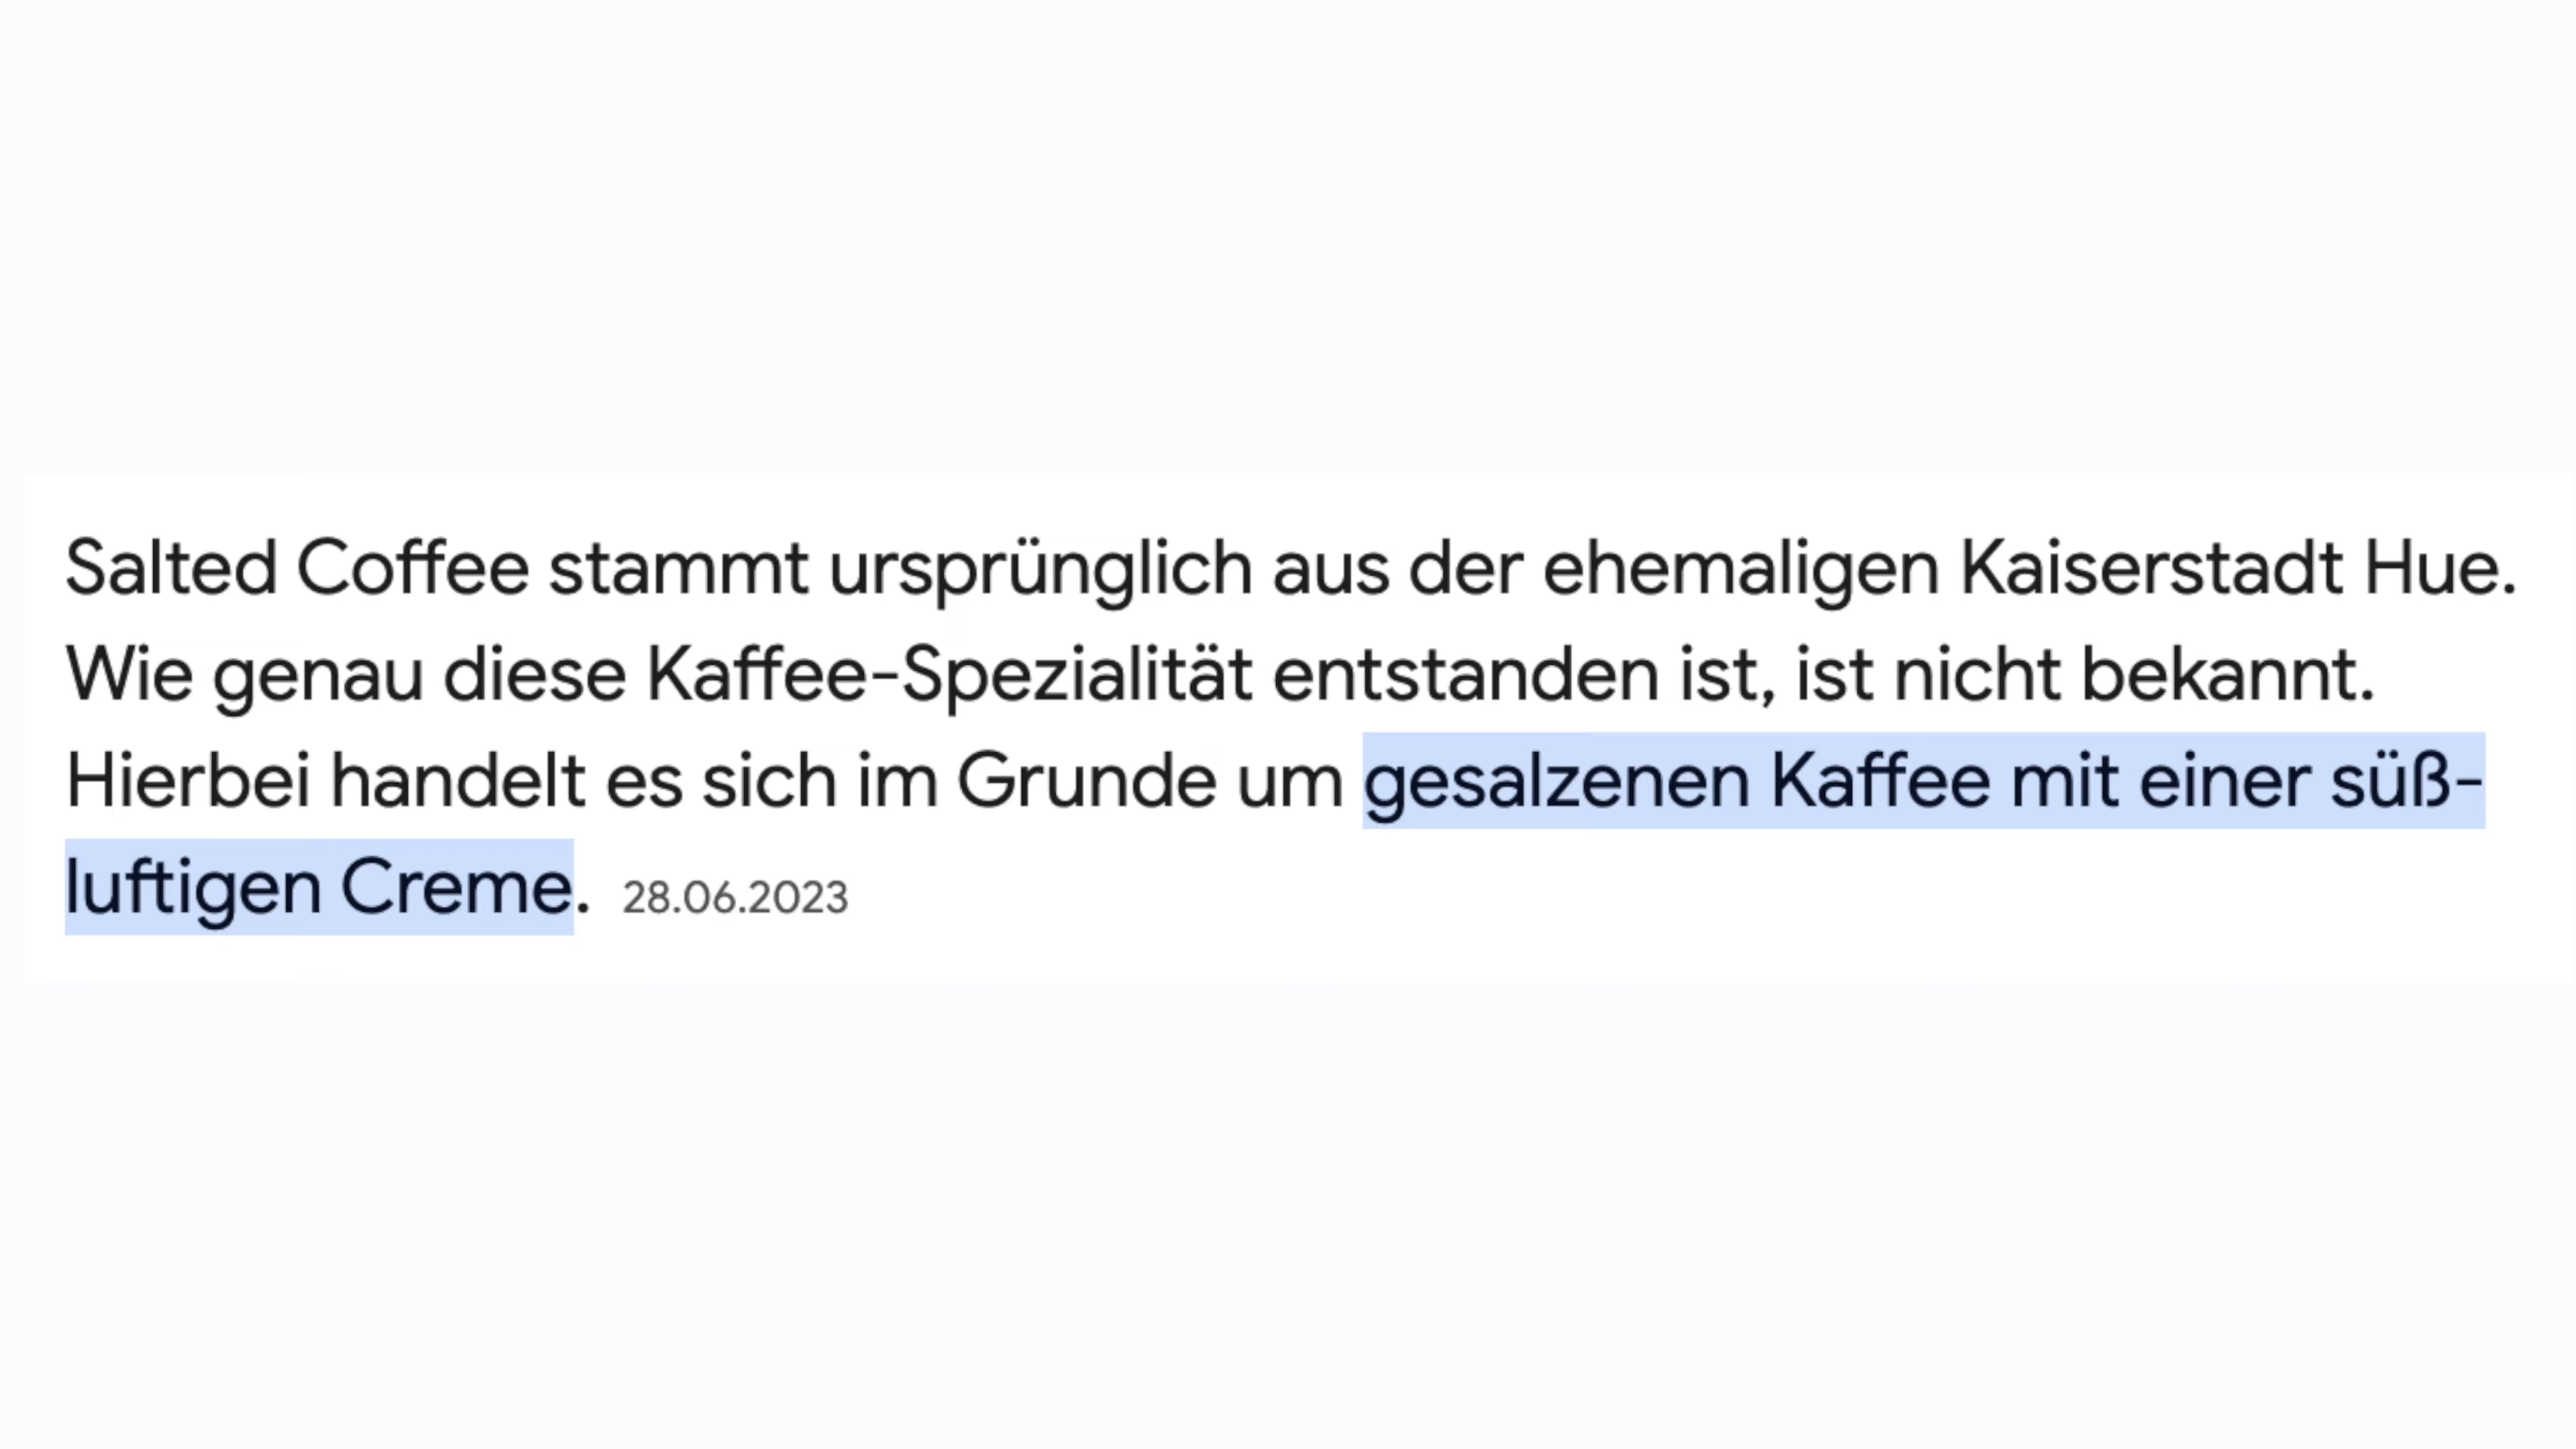 Salted Coffee stammt ursprünglich aus der ehemaligen Kaiserstadt Hue.
Wie genau diese Kaffee-Spezialität entstanden ist, ist nicht bekannt.
Hierbei handelt es sich im Grunde um gesalzenen Kaffee mit einer süß-
luftigen Creme. 28.06.2023